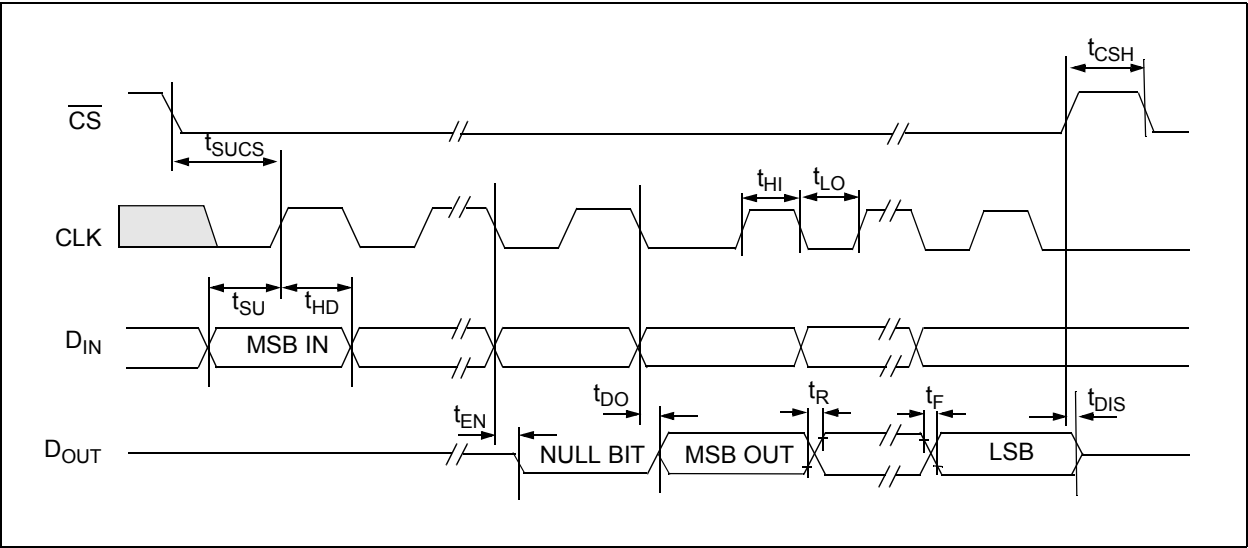 tCSH
CS
tSUCS
tHI
tLO
CLK
tSU
tHD
DIN
MSB IN
tEN
tDO
tR
tF
tDIS
DOUT
NULL BIT
MSB OUT
LSB